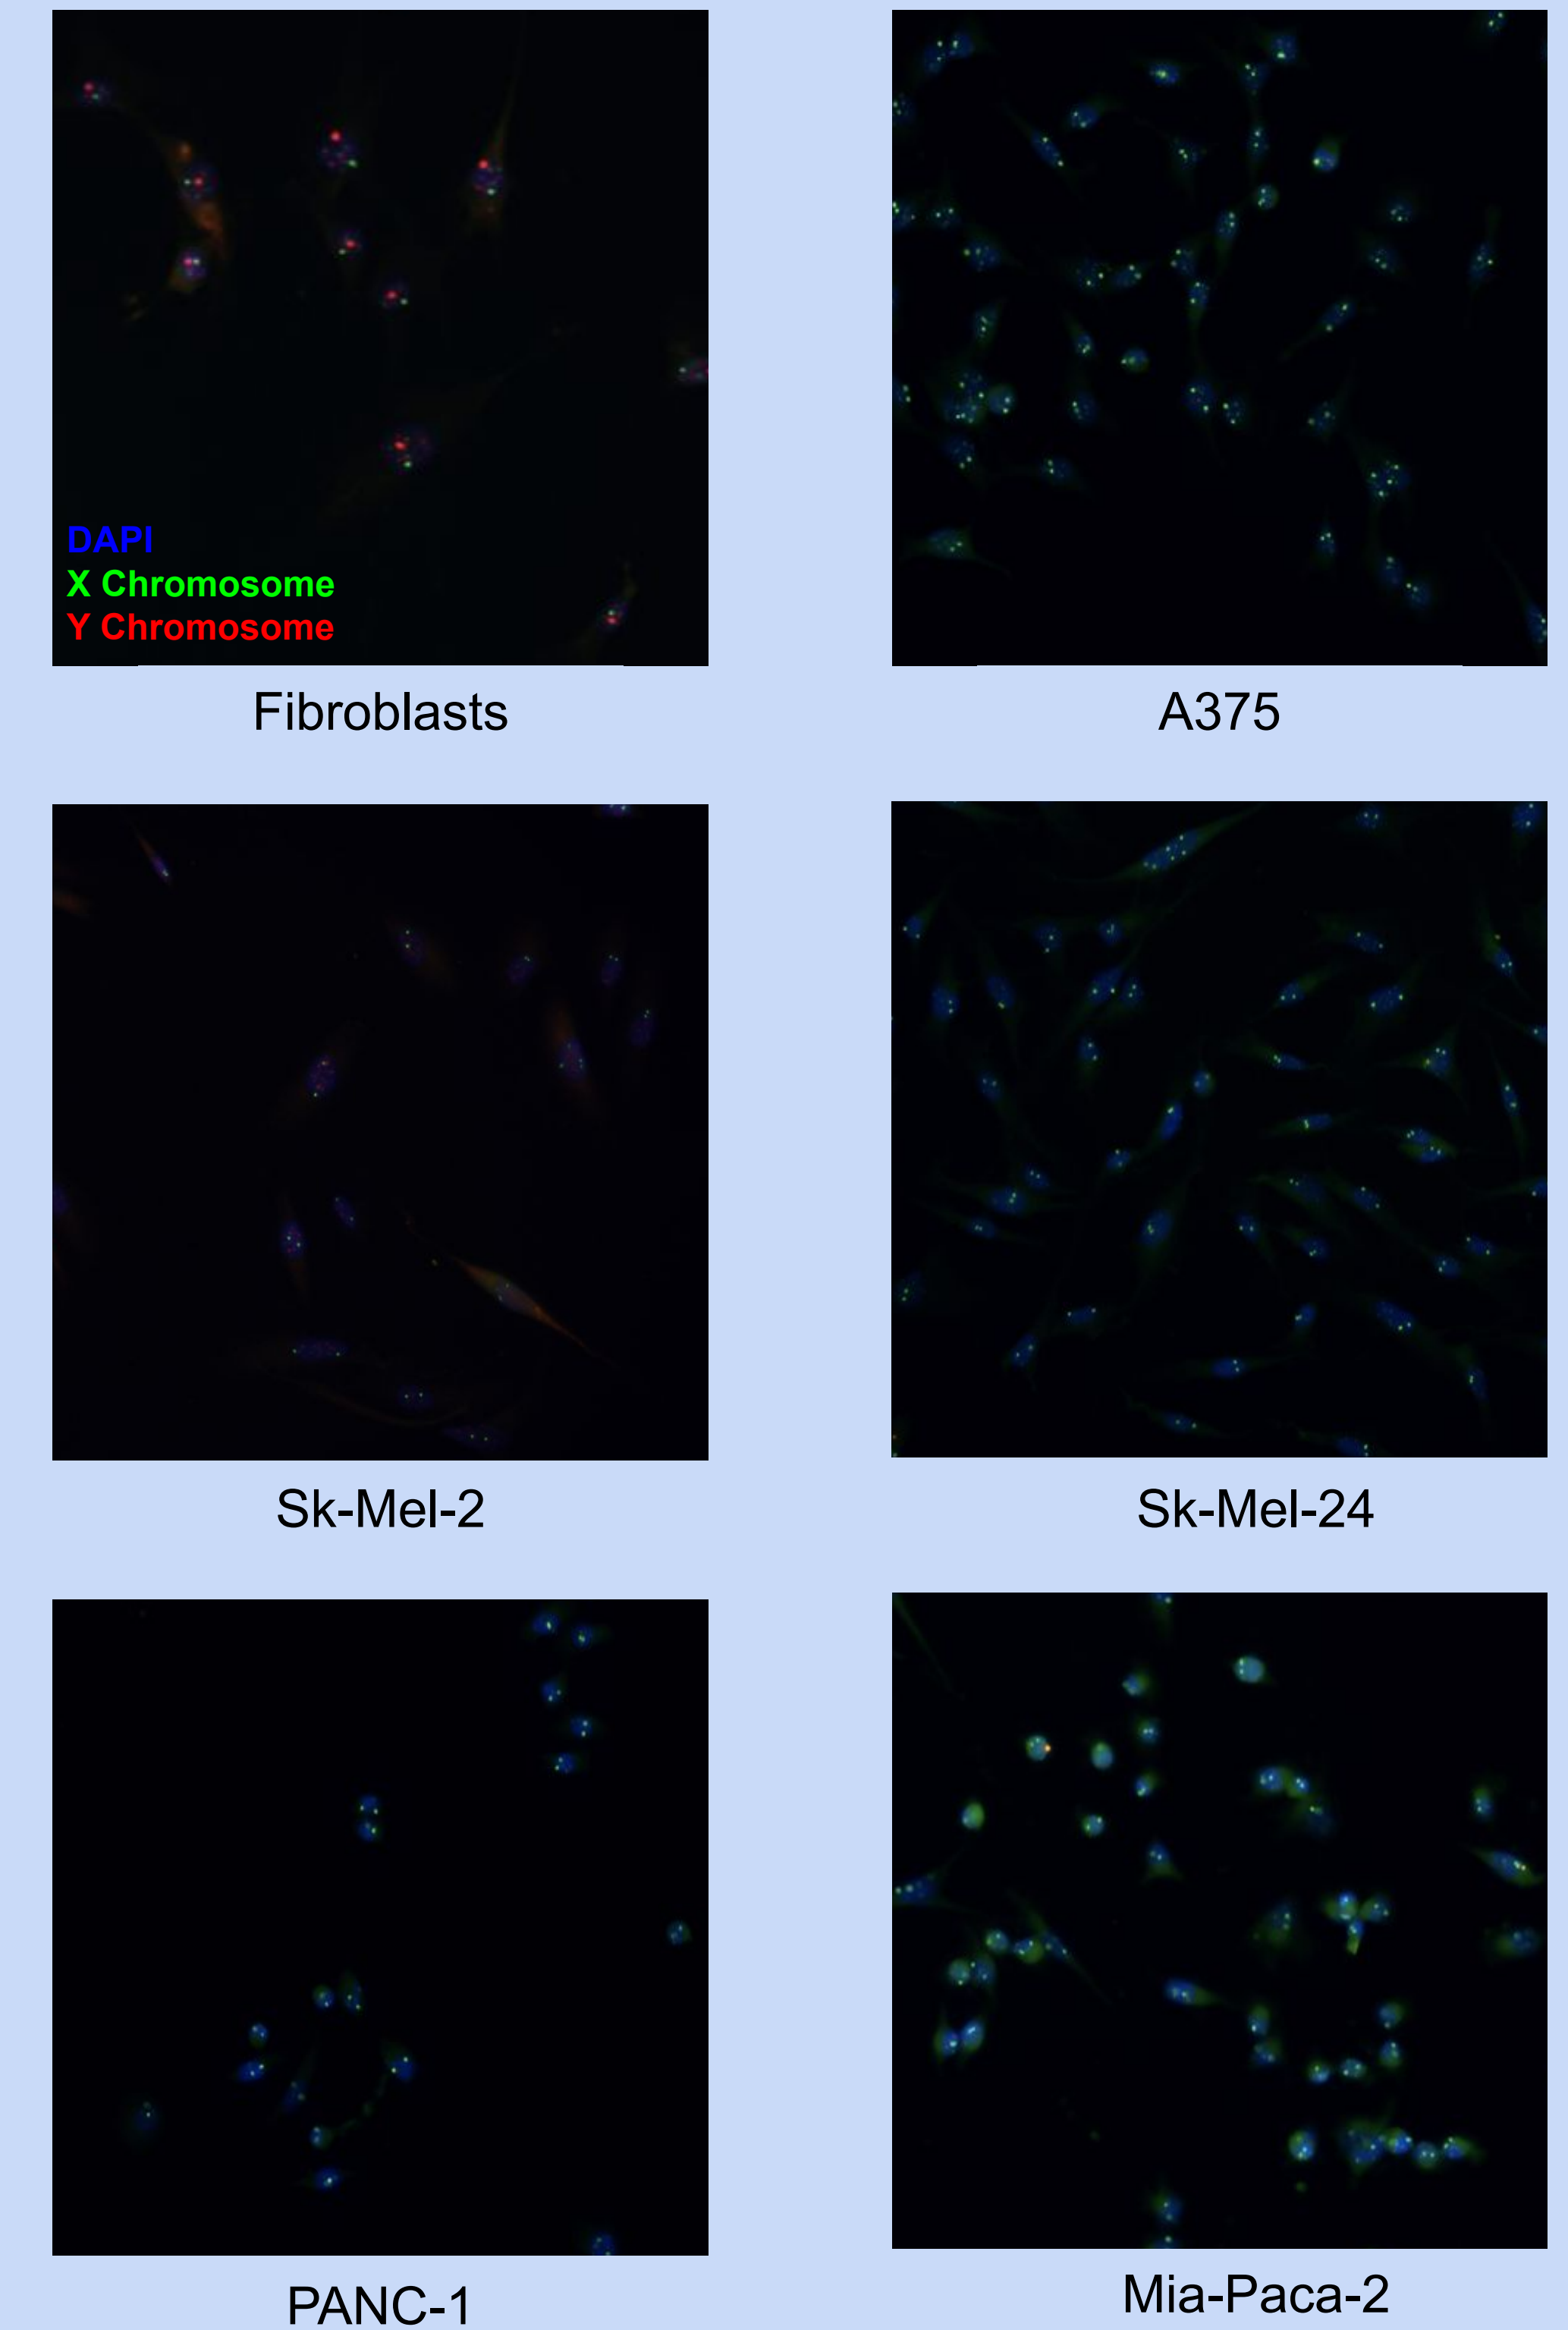 DAPI
X Chromosome
Y Chromosome
Fibroblasts
A375
Sk-Mel-2
Sk-Mel-24
PANC-1
Mia-Paca-2